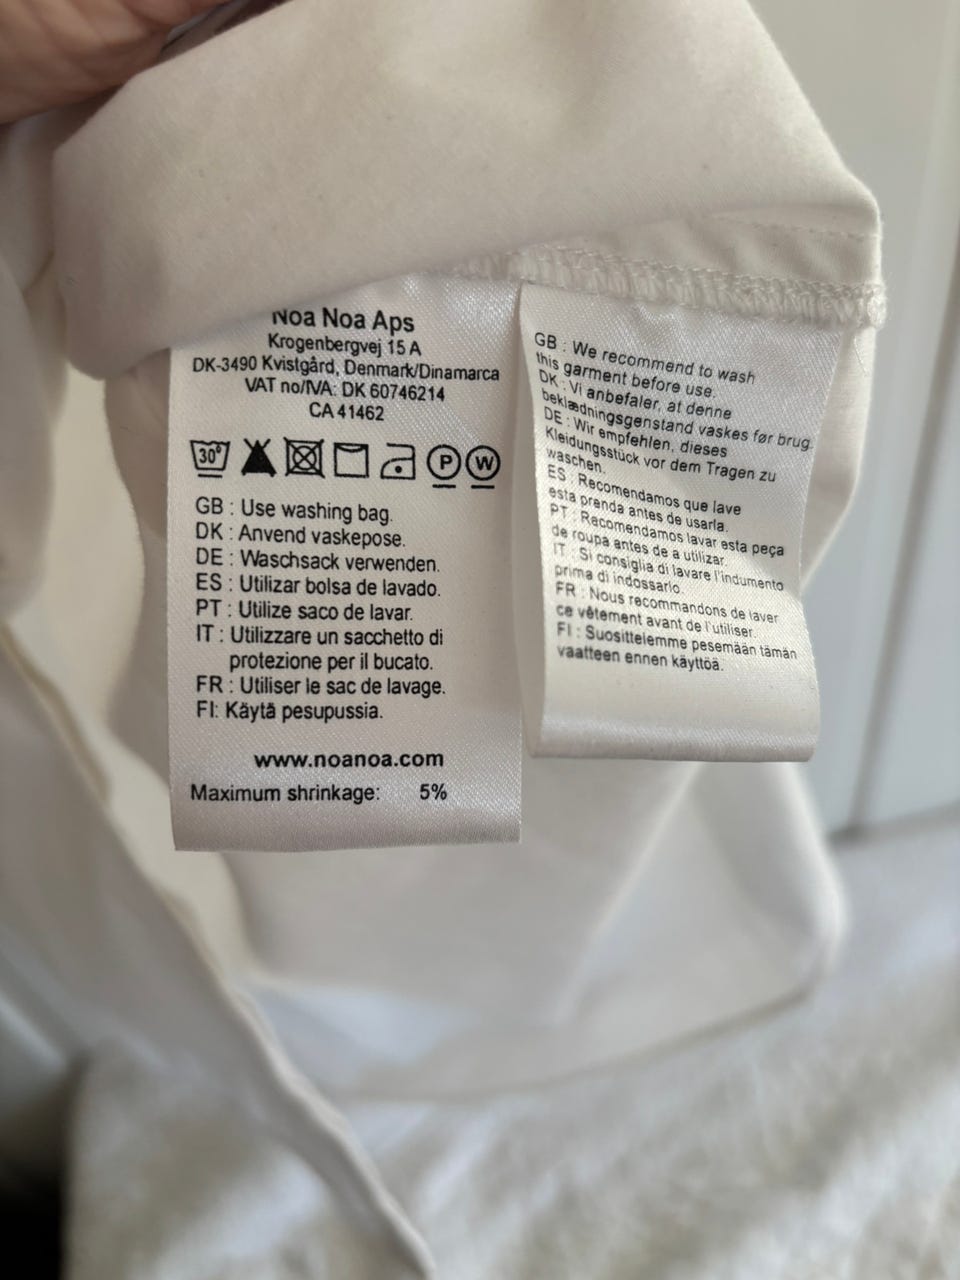 Noa Noa Aps
Krogenbergvej 15 A
DK-3490 Kvistgård, Denmark/Dinamarca
VAT no/IVA: DK 60746214
CA 41462
30° P W
GB : Use washing bag.
DK : Anvend vaskepose.
DE : Waschsack verwenden.
ES : Utilizar bolsa de lavado.
PT : Utilize saco de lavar.
IT : Utilizzare un sacchetto di
protezione per il bucato.
FR : Utiliser le sac de lavage.
FI: Käytä pesupussia.
www.noanoa.com
Maximum shrinkage: 5%
GB : We recommend to wash
this garment before use.
DK : Vi anbefaler, at denne
beklædningsgenstand vaskes før brug.
DE : Wir empfehlen, dieses
Kleidungsstück vor dem Tragen zu
waschen.
ES : Recomendamos que lave
esta prenda antes de usarla.
PT : Recomendamos lavar esta peça
de roupa antes de a utilizar.
IT : Si consiglia di lavare l'indumento
prima di indossarlo.
FR : Nous recommandons de laver
ce vêtement avant de l'utiliser.
FI : Suosittelemme pesemään tämän
vaatteen ennen käyttöä.